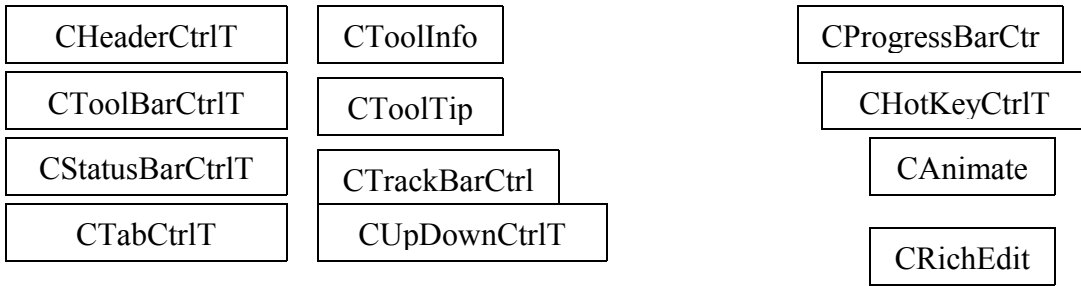 CHeaderCtrlT
CToolInfo
CProgressBarCtr
CToolBarCtrlT
CToolTip
CHotKeyCtrlT
CStatusBarCtrlT
CTrackBarCtrl
CAnimate
CTabCtrlT
CUpDownCtrlT
CRichEdit